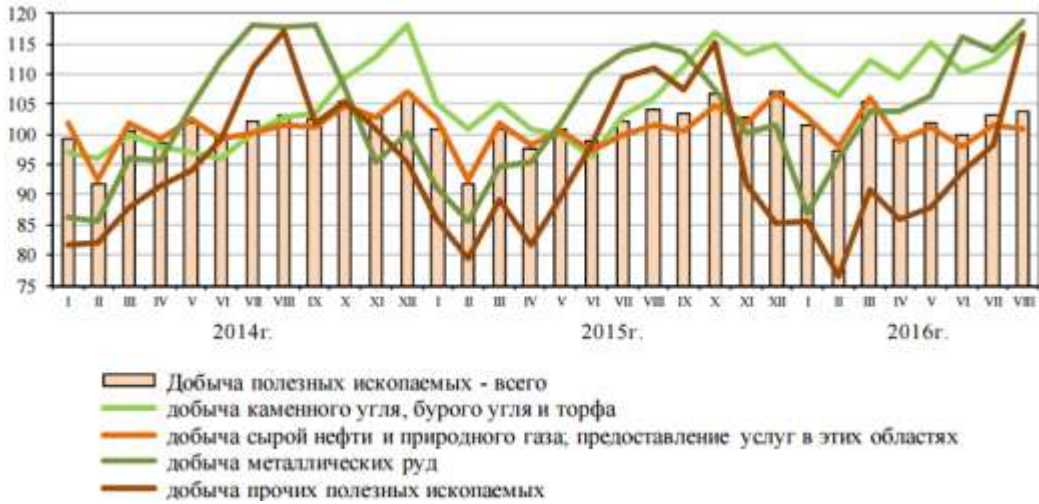 120
115
110
105
100
95
90
85
80
75
I II III IV V VI VII VIII IX X XI XII I II III IV V VI VII VIII IX X XI XII I II III IV V VI VII VIII
2014г. 2015г. 2016г.
Добыча полезных ископаемых - всего
добыча каменного угля, бурого угля и торфа
добыча сырой нефти и природного газа; предоставление услуг в этих областях
добыча металлических руд
добыча прочих полезных ископаемых